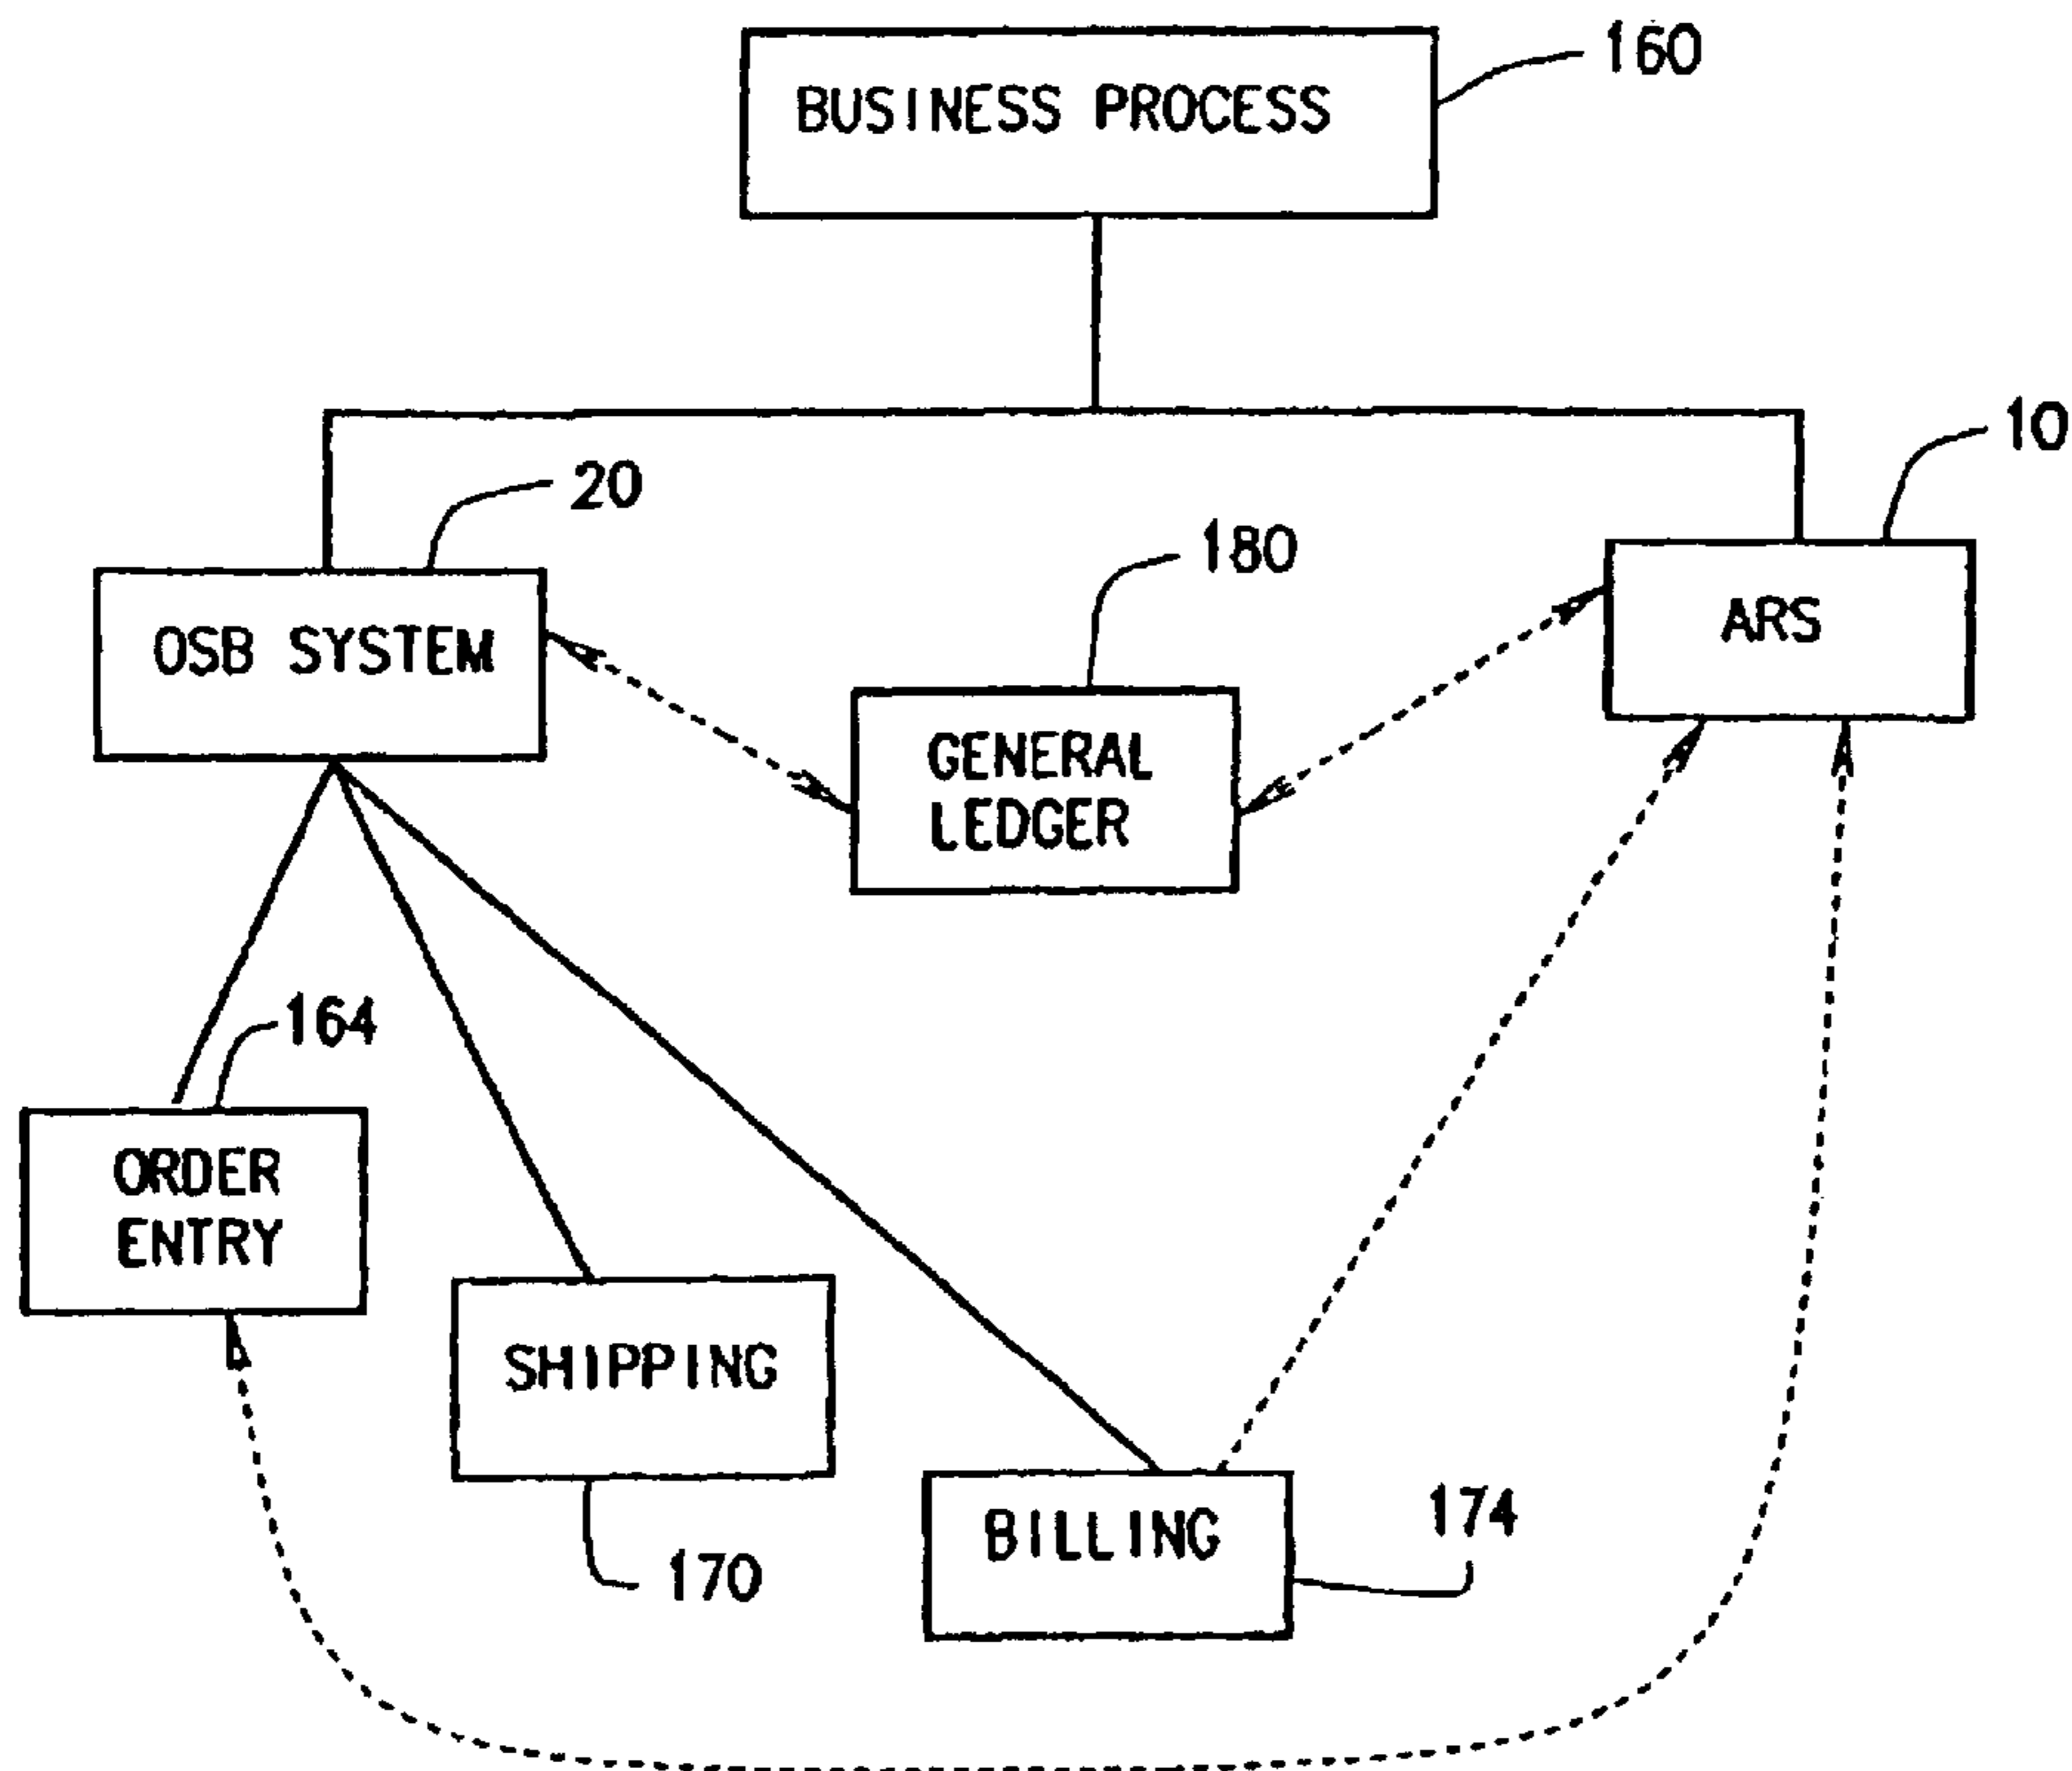 160
BUSINESS PROCESS
10
20
180
OSB SYSTEM
ARS
GENERAL
LEDGER
164
ORDER
ENTRY
SHIPPING
174
BILLING
170